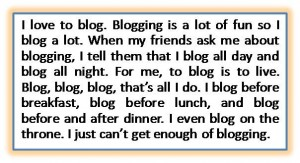 I love to blog. Blogging is a lot of fun so I
blog a lot. When my friends ask me about
blogging, I tell them that I blog all day and
blog all night. For me, to blog is to live.
Blog, blog, blog, that's all I do. I blog before
breakfast, blog before lunch, and blog
before and after dinner. I even blog on the
throne. I just can't get enough of blogging.